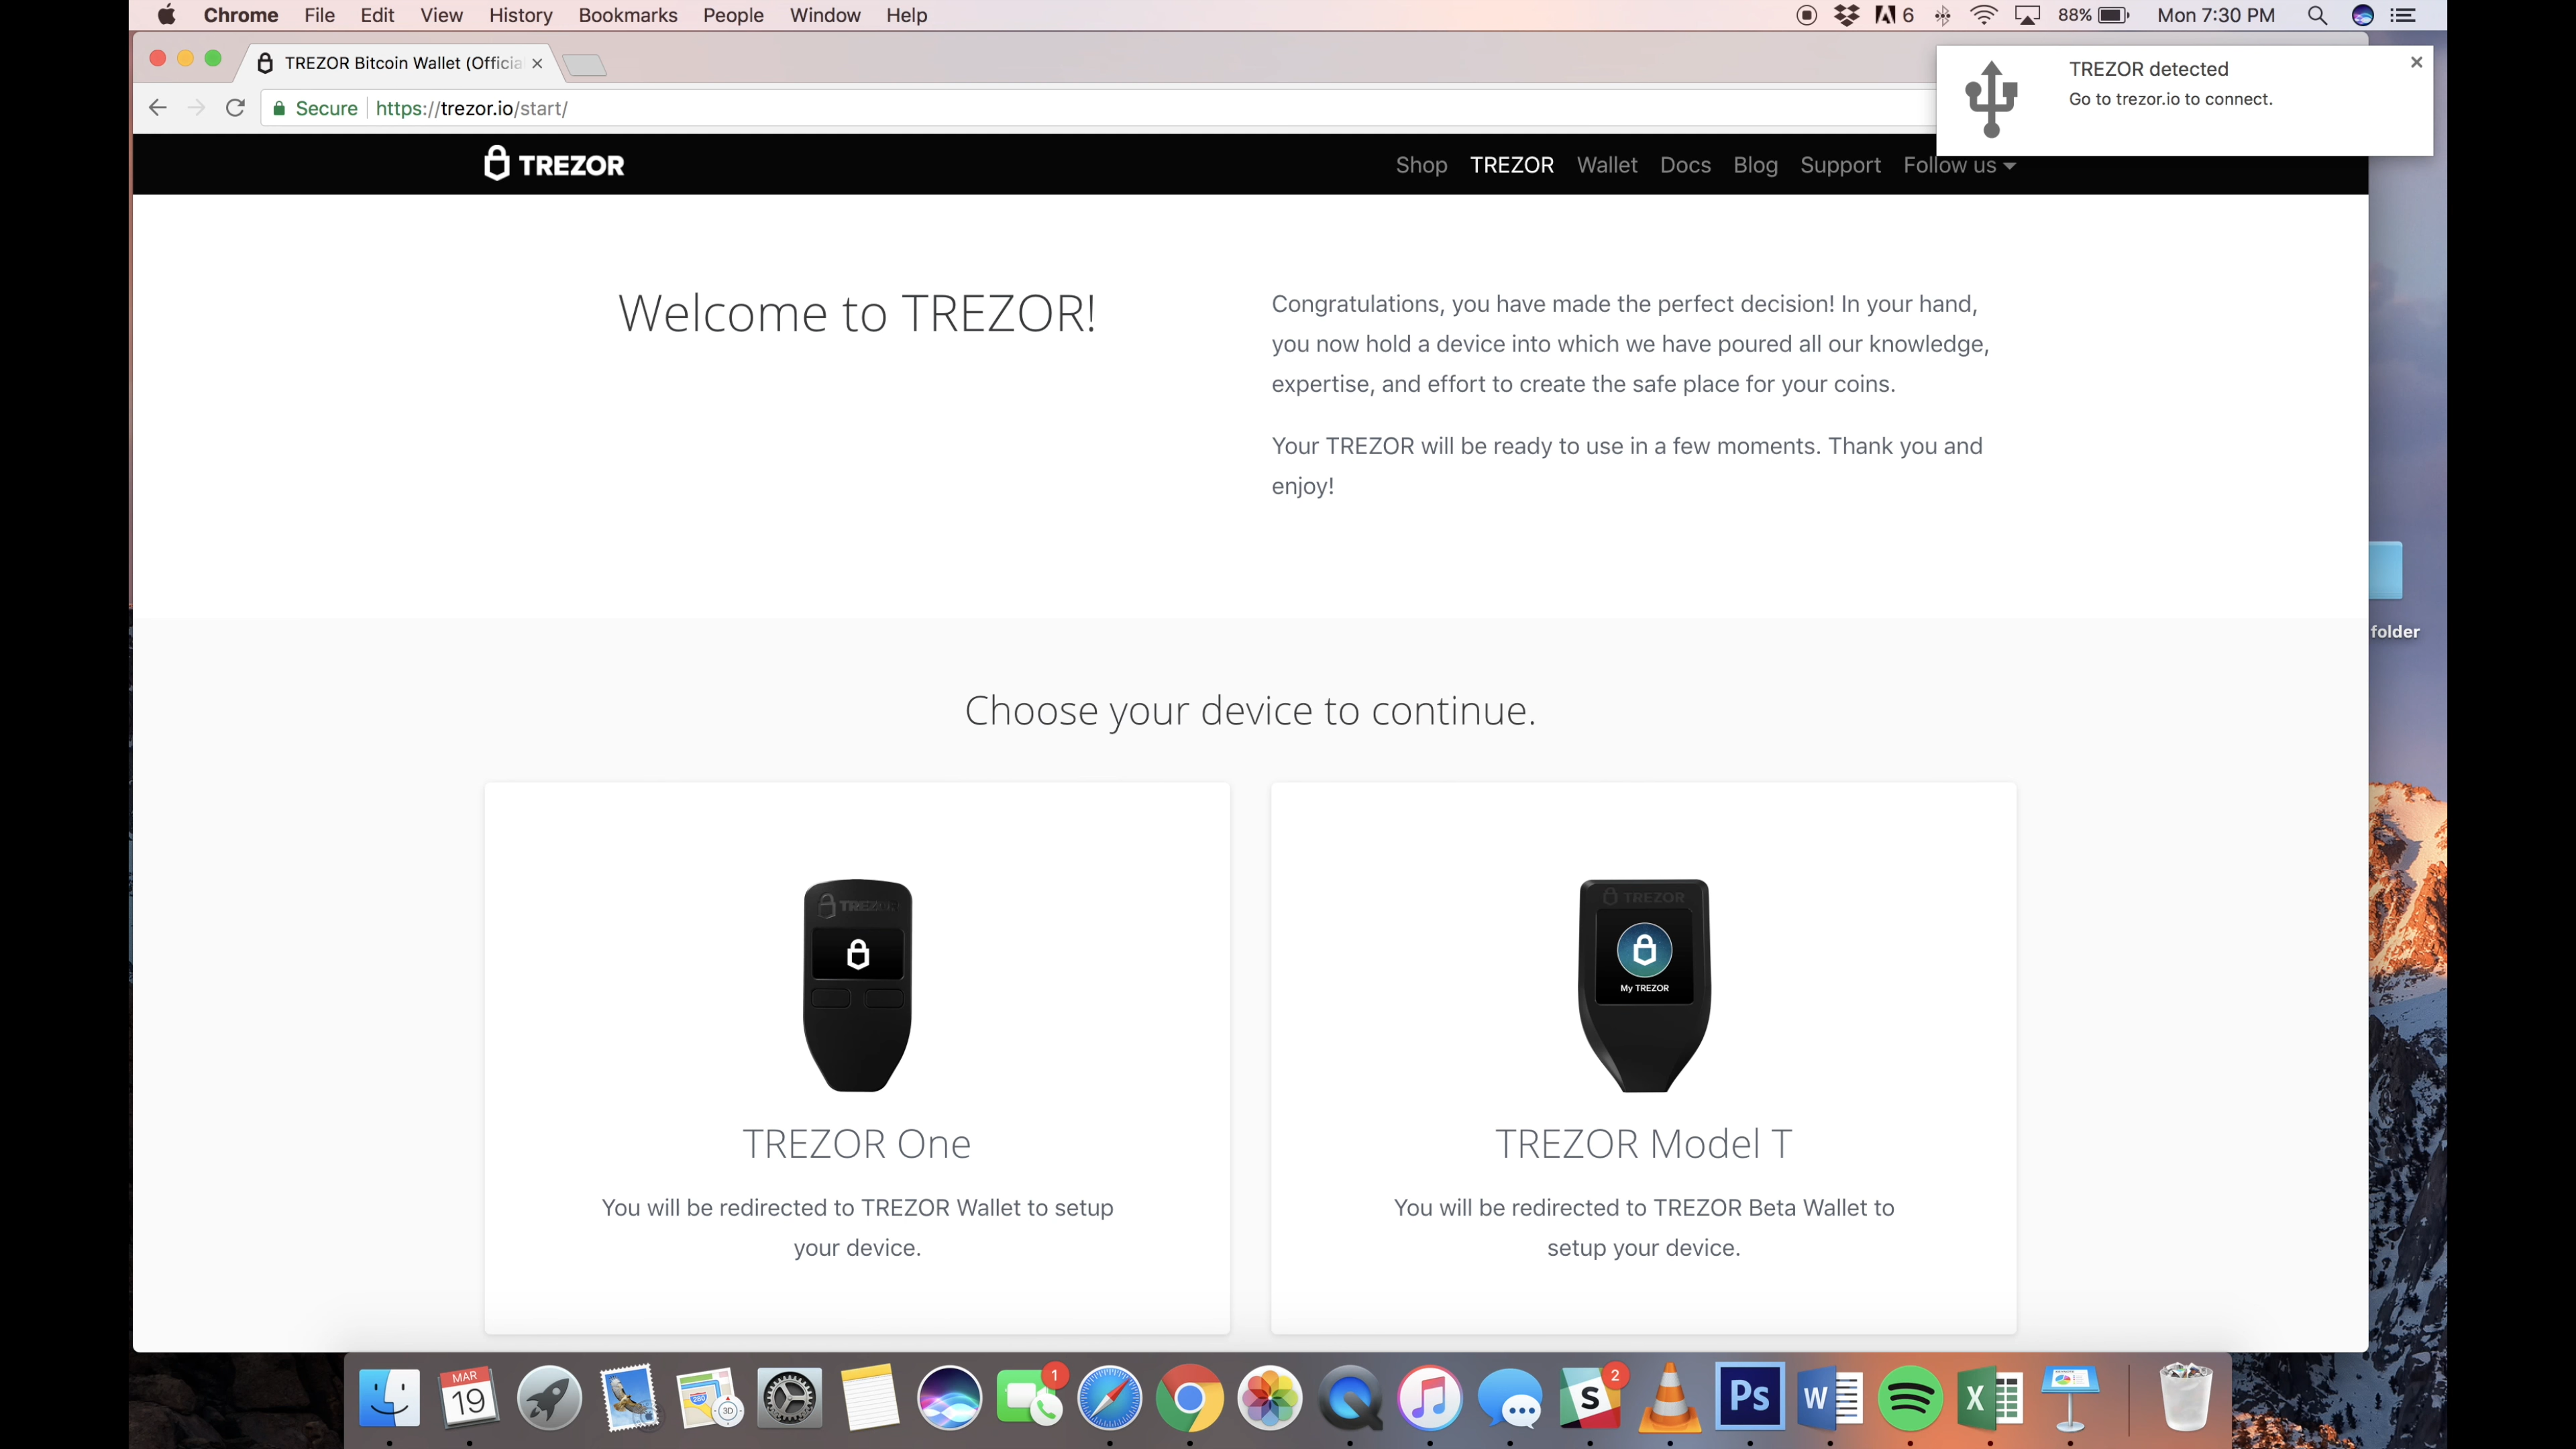 Chrome File Edit View History Bookmarks People Window Help
6 88% Mon 7:30 PM
TREZOR Bitcoin Wallet (Officia
TREZOR detected
Go to trezor.io to connect.
Secure https://trezor.io/start/
TREZOR
Shop TREZOR Wallet Docs Blog Support Follow us
Welcome to TREZOR!
Congratulations, you have made the perfect decision! In your hand,
you now hold a device into which we have poured all our knowledge,
expertise, and effort to create the safe place for your coins.
Your TREZOR will be ready to use in a few moments. Thank you and
enjoy!
folder
Choose your device to continue.
TREZOR
TREZOR
My TREZOR
TREZOR One
TREZOR Model T
You will be redirected to TREZOR Wallet to setup
your device.
You will be redirected to TREZOR Beta Wallet to
setup your device.
MAR
19
3D
1
S
2
Ps
W
X